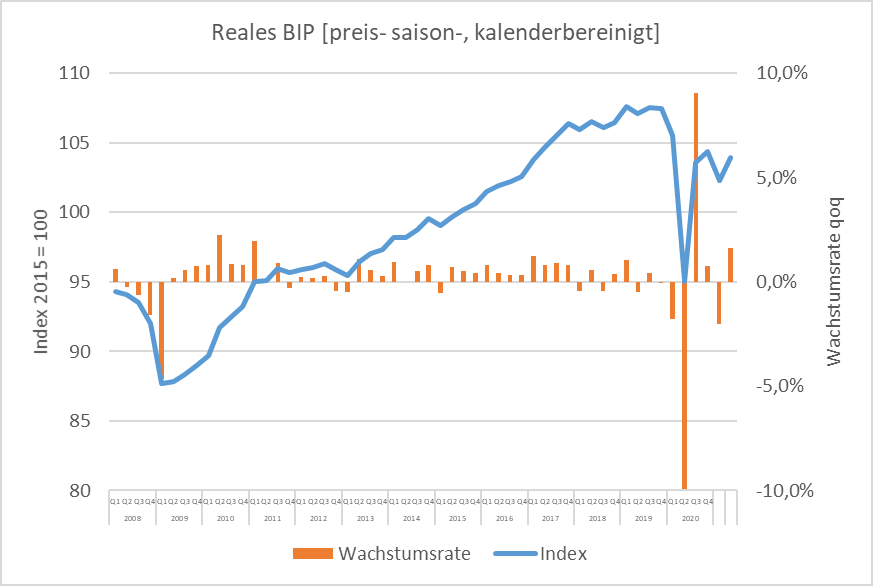 Reales BIP [preis- saison-, kalenderbereinigt]
110
105
100
95
90
85
80
Index 2015 = 100
10,0%
5,0%
0,0%
-5,0%
-10,0%
Wachstumsrate qoq
Q1 Q2 Q3 Q4 Q1 Q2 Q3 Q4 Q1 Q2 Q3 Q4 Q1 Q2 Q3 Q4 Q1 Q2 Q3 Q4 Q1 Q2 Q3 Q4 Q1 Q2 Q3 Q4 Q1 Q2 Q3 Q4 Q1 Q2 Q3 Q4 Q1 Q2 Q3 Q4 Q1 Q2 Q3 Q4 Q1 Q2 Q3 Q4 Q1 Q2 Q3 Q4
2008 2009 2010 2011 2012 2013 2014 2015 2016 2017 2018 2019 2020
Wachstumsrate Index